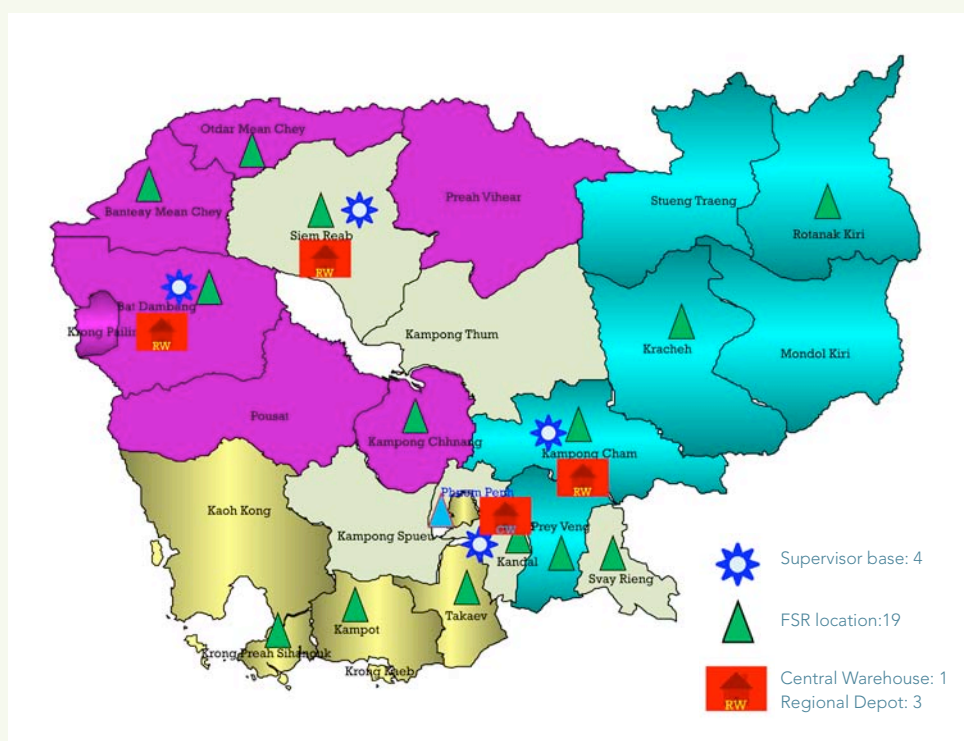 Otdar Mean Chey
Banteay Mean Chey
Preah Vihear
Stueng Traeng
Rotanak Kiri
Siem Reab
RW
Bat Dambang
Krong Pailin
RW
Kampong Thum
Kracheh
Mondol Kiri
Pousat
Kampong Chhnang
Kampong Cham
RW
Phnom Penh
CW
Kaoh Kong
Kampong Spueu
Prey Veng
Kandal
Svay Rieng
Takaev
Kampot
Krong Preah Sihanouk
Krong Kaeb
Supervisor base: 4
FSR location:19
Central Warehouse: 1
Regional Depot: 3
RW